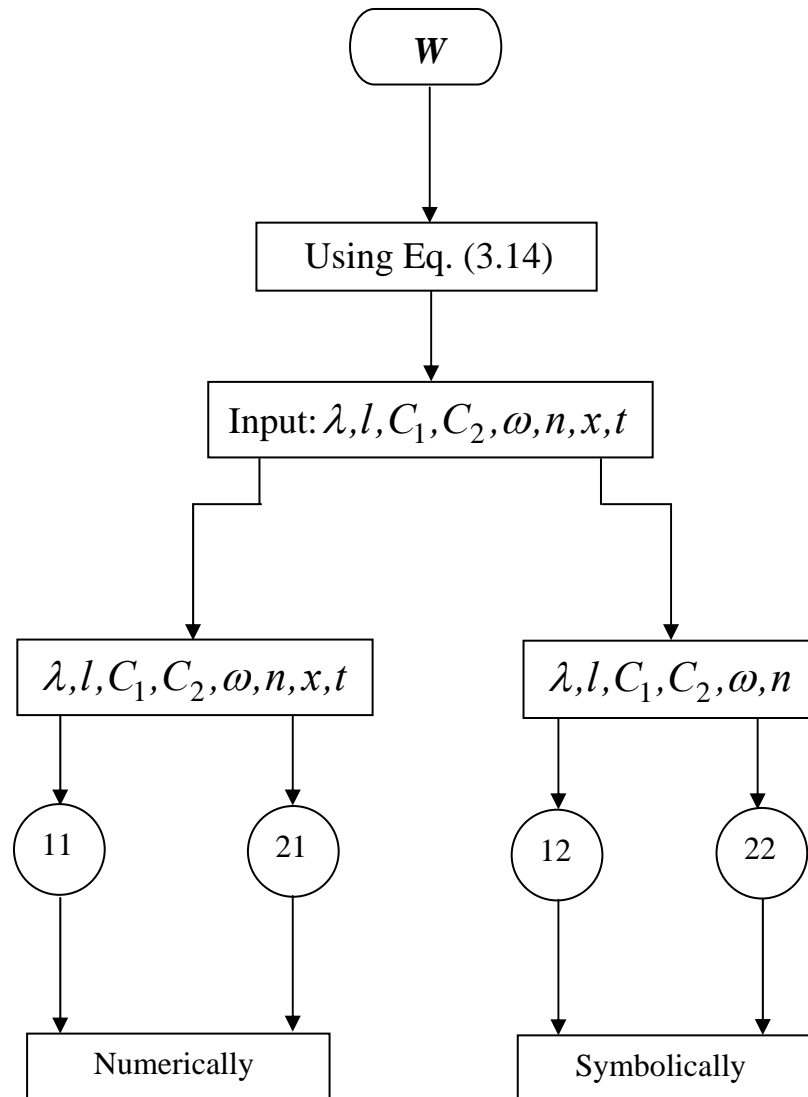 W
Using Eq. (3.14)
Input: λ, l, C₁, C₂, ω, n, x, t
λ, l, C₁, C₂, ω, n, x, t
λ, l, C₁, C₂, ω, n
11
21
12
22
Numerically
Symbolically